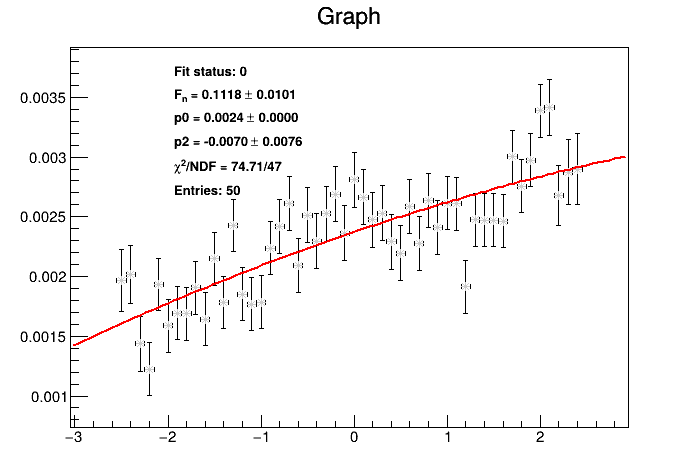 Graph
Fit status: 0
Fn = 0.1118 ± 0.0101
p0 = 0.0024 ± 0.0000
p2 = -0.0070 ± 0.0076
χ²/NDF = 74.71/47
Entries: 50
0.0035
0.003
0.0025
0.002
0.0015
0.001
−3 −2 −1 0 1 2